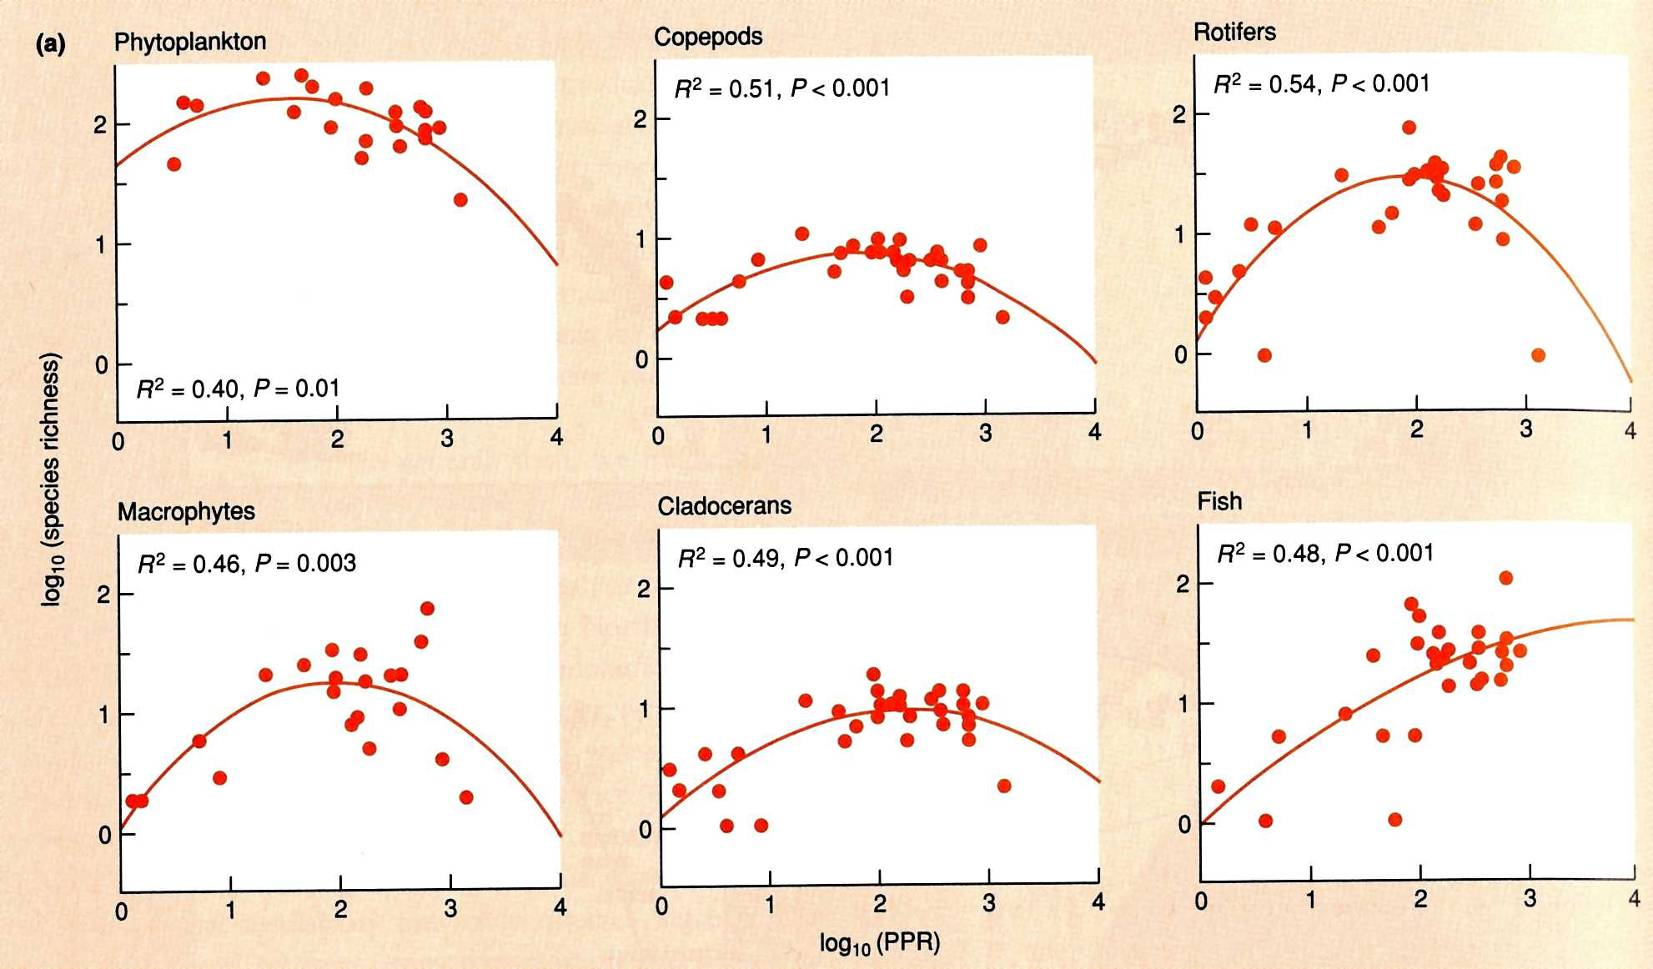 (a)
Phytoplankton
2
1
0
R² = 0.40, P = 0.01
0 1 2 3 4
Copepods
R² = 0.51, P < 0.001
2
1
0
0 1 2 3 4
Rotifers
R² = 0.54, P < 0.001
2
1
0
0 1 2 3 4
log₁₀ (species richness)
Macrophytes
R² = 0.46, P = 0.003
2
1
0
0 1 2 3 4
Cladocerans
R² = 0.49, P < 0.001
2
1
0
0 1 2 3 4
Fish
R² = 0.48, P < 0.001
2
1
0
0 1 2 3 4
log₁₀ (PPR)